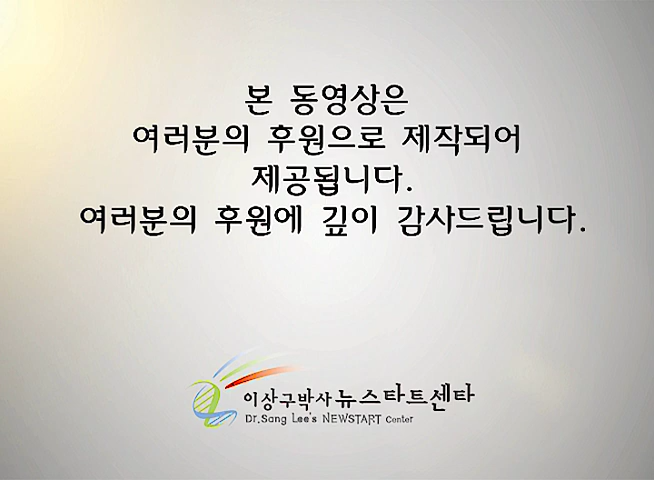 본 동영상은
여러분의 후원으로 제작되어
제공됩니다.
여러분의 후원에 깊이 감사드립니다.
이상구박사 뉴스타트센타
Dr.Sang Lee's NEWSTART Center